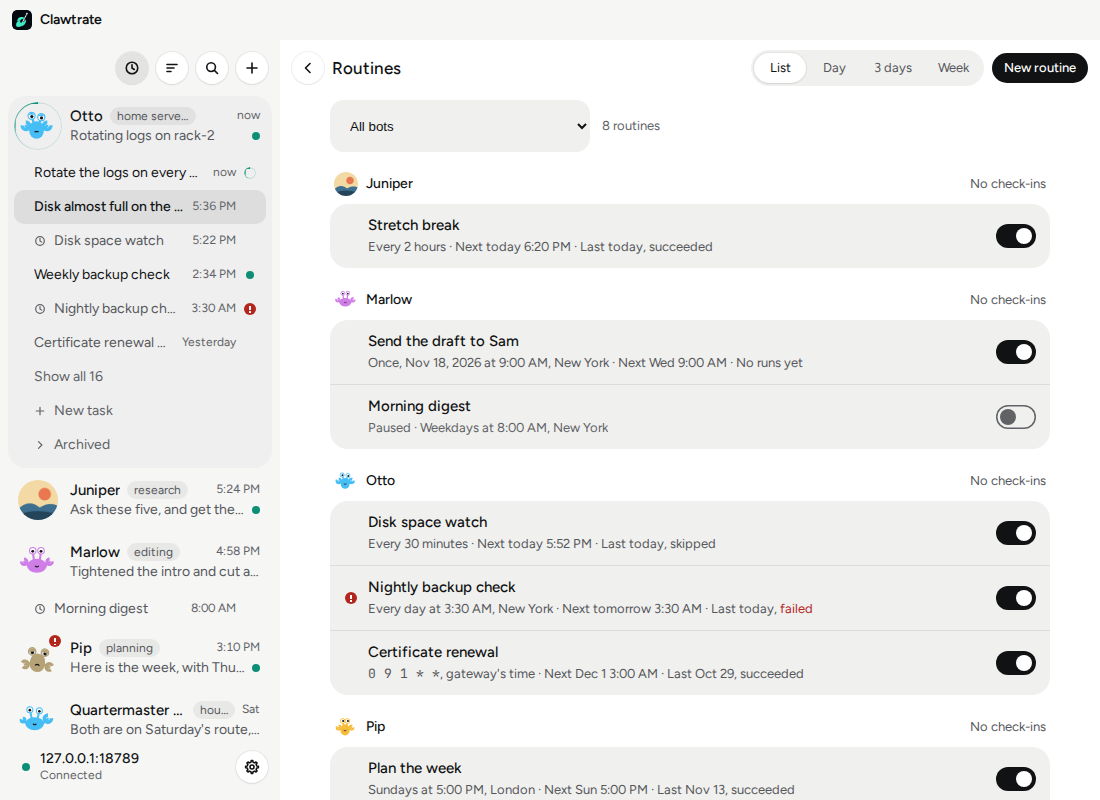 Clawtrate
Otto home serve... now
Rotating logs on rack-2
Rotate the logs on every ... now
Disk almost full on the ... 5:36 PM
Disk space watch 5:22 PM
Weekly backup check 2:34 PM
Nightly backup ch... 3:30 AM
Certificate renewal ... Yesterday
Show all 16
New task
Archived
Juniper research 5:24 PM
Ask these five, and get the...
Marlow editing 4:58 PM
Tightened the intro and cut a...
Morning digest 8:00 AM
Pip planning 3:10 PM
Here is the week, with Thu...
Quartermaster ... hou... Sat
Both are on Saturday's route,...
127.0.0.1:18789
Connected
Routines
List Day 3 days Week New routine
All bots 8 routines
Juniper No check-ins
Stretch break
Every 2 hours · Next today 6:20 PM · Last today, succeeded
Marlow No check-ins
Send the draft to Sam
Once, Nov 18, 2026 at 9:00 AM, New York · Next Wed 9:00 AM · No runs yet
Morning digest
Paused · Weekdays at 8:00 AM, New York
Otto No check-ins
Disk space watch
Every 30 minutes · Next today 5:52 PM · Last today, skipped
Nightly backup check
Every day at 3:30 AM, New York · Next tomorrow 3:30 AM · Last today, failed
Certificate renewal
0 9 1 * *, gateway's time · Next Dec 1 3:00 AM · Last Oct 29, succeeded
Pip No check-ins
Plan the week
Sundays at 5:00 PM, London · Next Sun 5:00 PM · Last Nov 13, succeeded